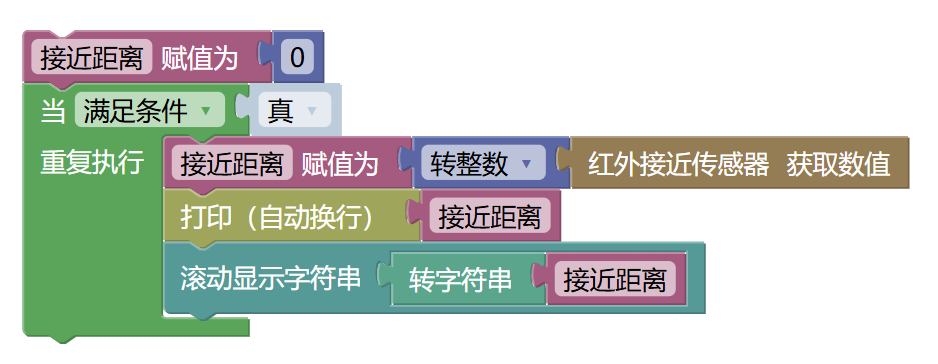 接近距离 赋值为 0
当 满足条件 真
重复执行 接近距离 赋值为 转整数 红外接近传感器 获取数值
打印（自动换行） 接近距离
滚动显示字符串 转字符串 接近距离